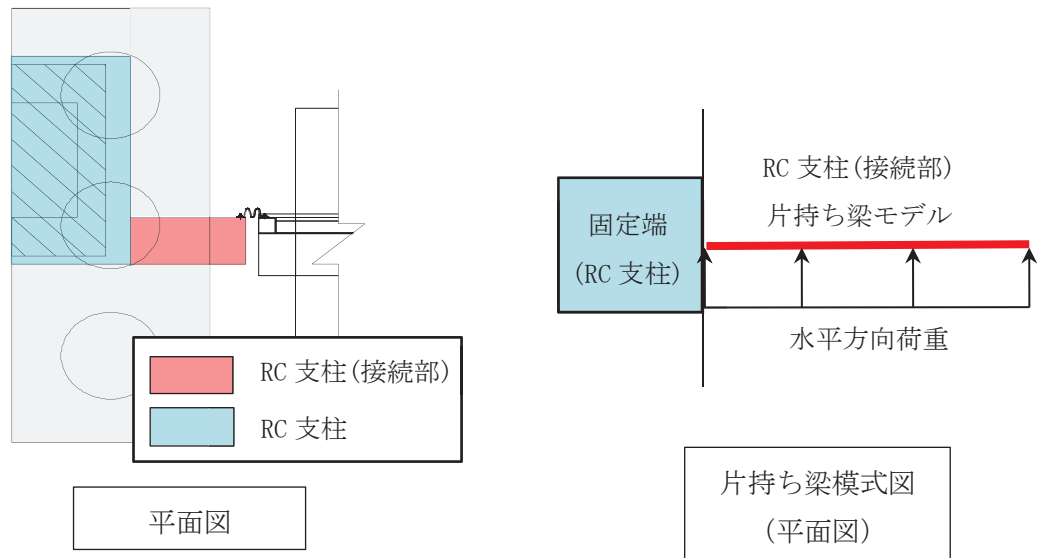 RC 支柱(接続部)
RC 支柱
平面図
RC 支柱(接続部)
片持ち梁モデル
固定端
(RC 支柱)
水平方向荷重
片持ち梁模式図
(平面図)